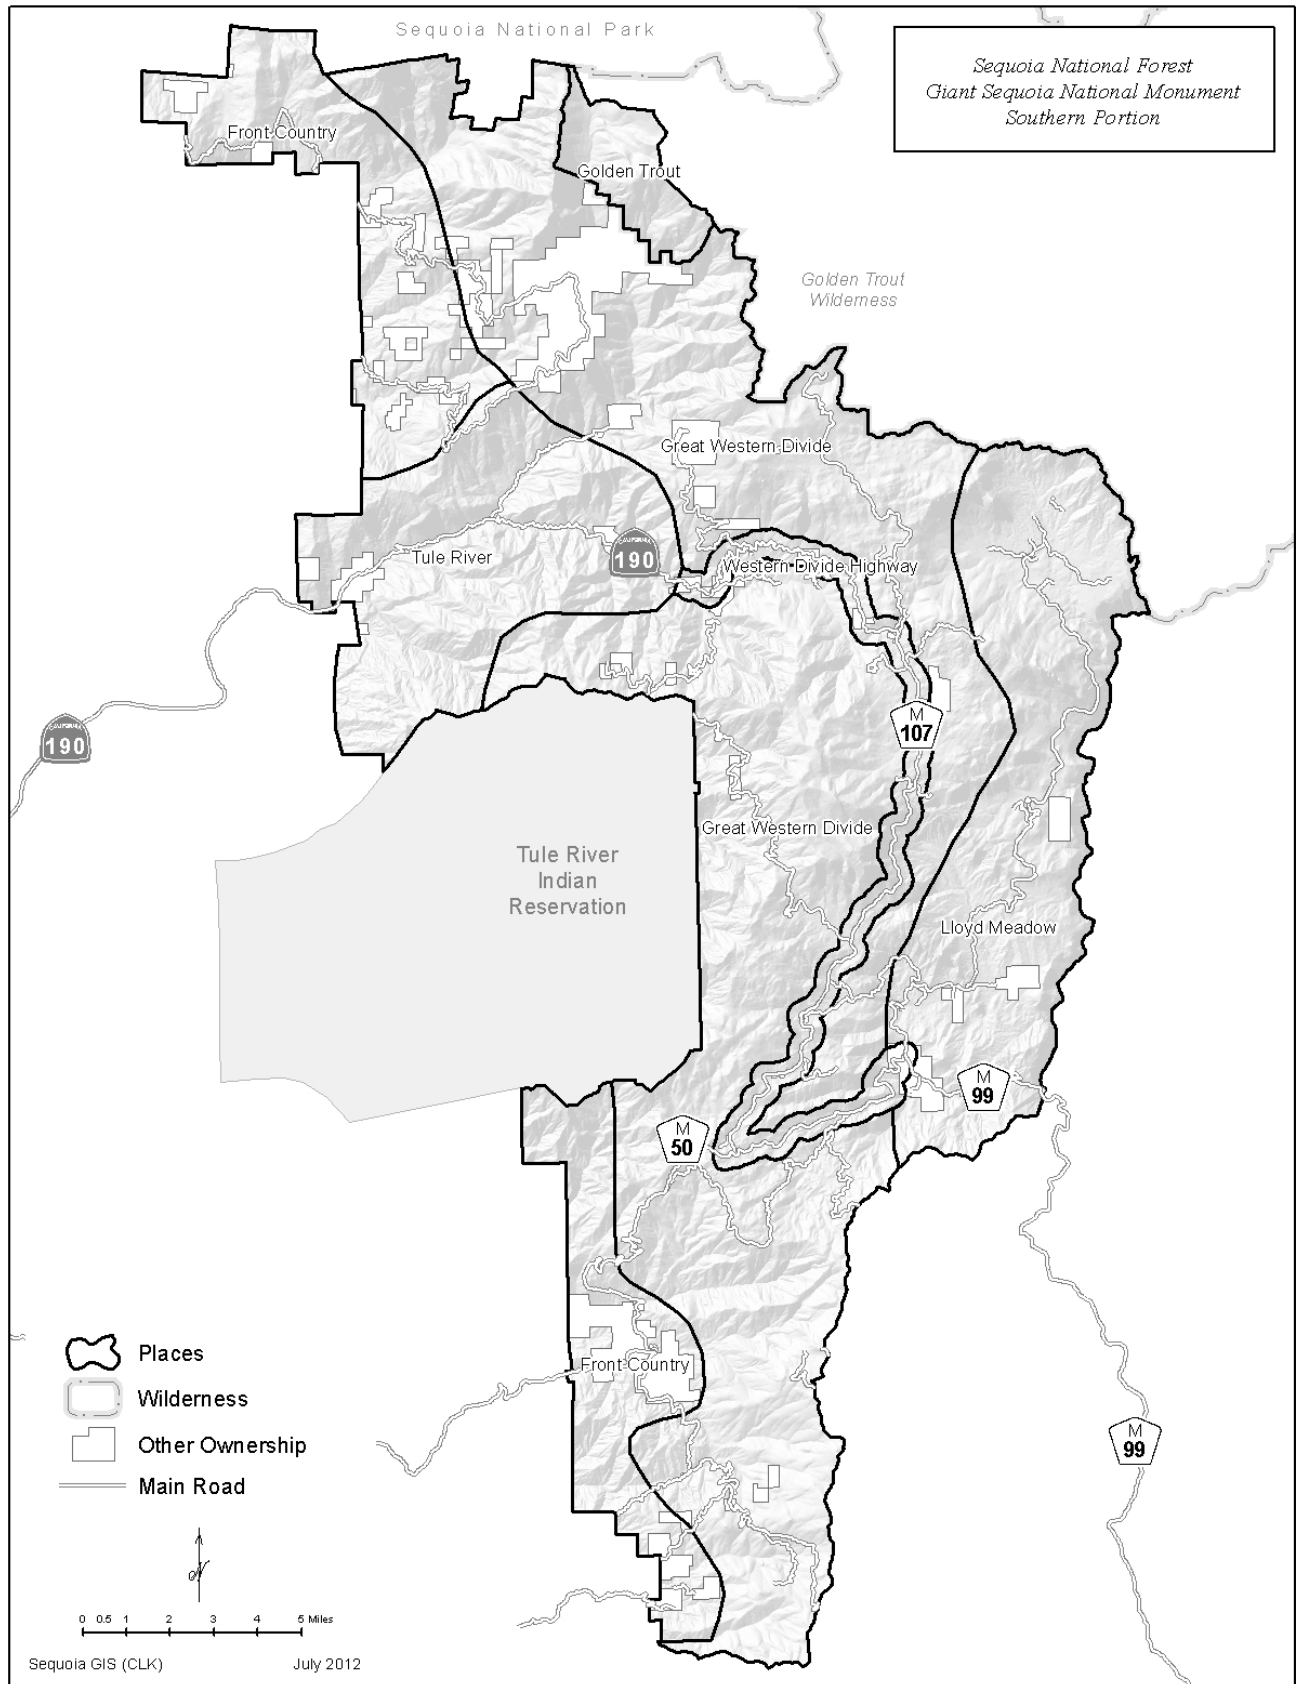 Sequoia National Park
Sequoia National Forest
Giant Sequoia National Monument
Southern Portion
Front Country
Golden Trout
Golden Trout
Wilderness
Great Western Divide
Tule River
CALIFORNIA
190
Western Divide Highway
M
107
CALIFORNIA
190
Great Western Divide
Tule River
Indian
Reservation
Lloyd Meadow
M
99
M
50
Places
Front Country
Wilderness
M
99
Other Ownership
Main Road
N
0 0.5 1 2 3 4 5 Miles
Sequoia GIS (CLK) July 2012